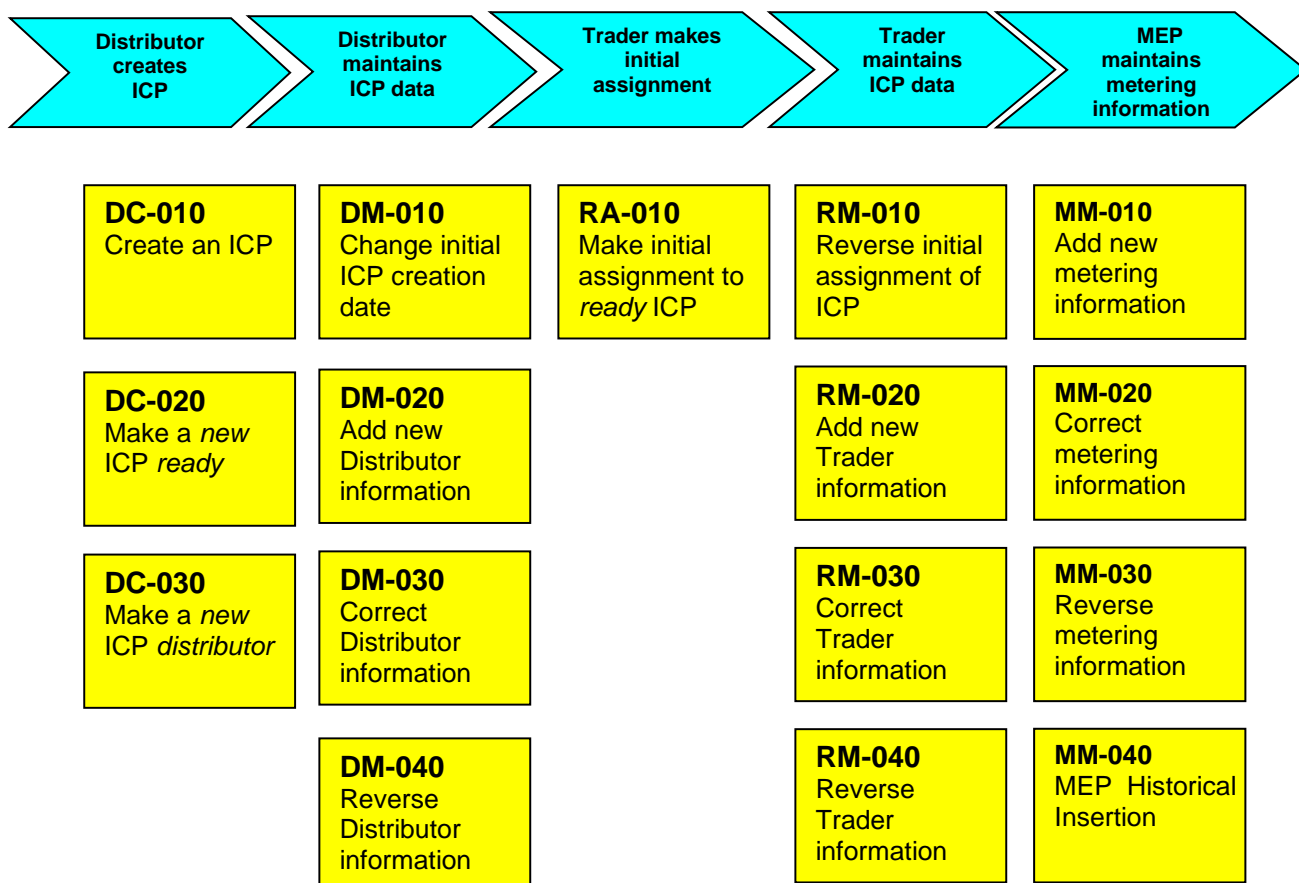 Distributor
creates
ICP
Distributor
maintains
ICP data
Trader makes
initial
assignment
Trader
maintains
ICP data
MEP
maintains
metering
information
DC-010
Create an ICP
DM-010
Change initial
ICP creation
date
RA-010
Make initial
assignment to
ready ICP
RM-010
Reverse initial
assignment of
ICP
MM-010
Add new
metering
information
DC-020
Make a new
ICP ready
DM-020
Add new
Distributor
information
RM-020
Add new
Trader
information
MM-020
Correct
metering
information
DC-030
Make a new
ICP distributor
DM-030
Correct
Distributor
information
RM-030
Correct
Trader
information
MM-030
Reverse
metering
information
DM-040
Reverse
Distributor
information
RM-040
Reverse
Trader
information
MM-040
MEP Historical
Insertion